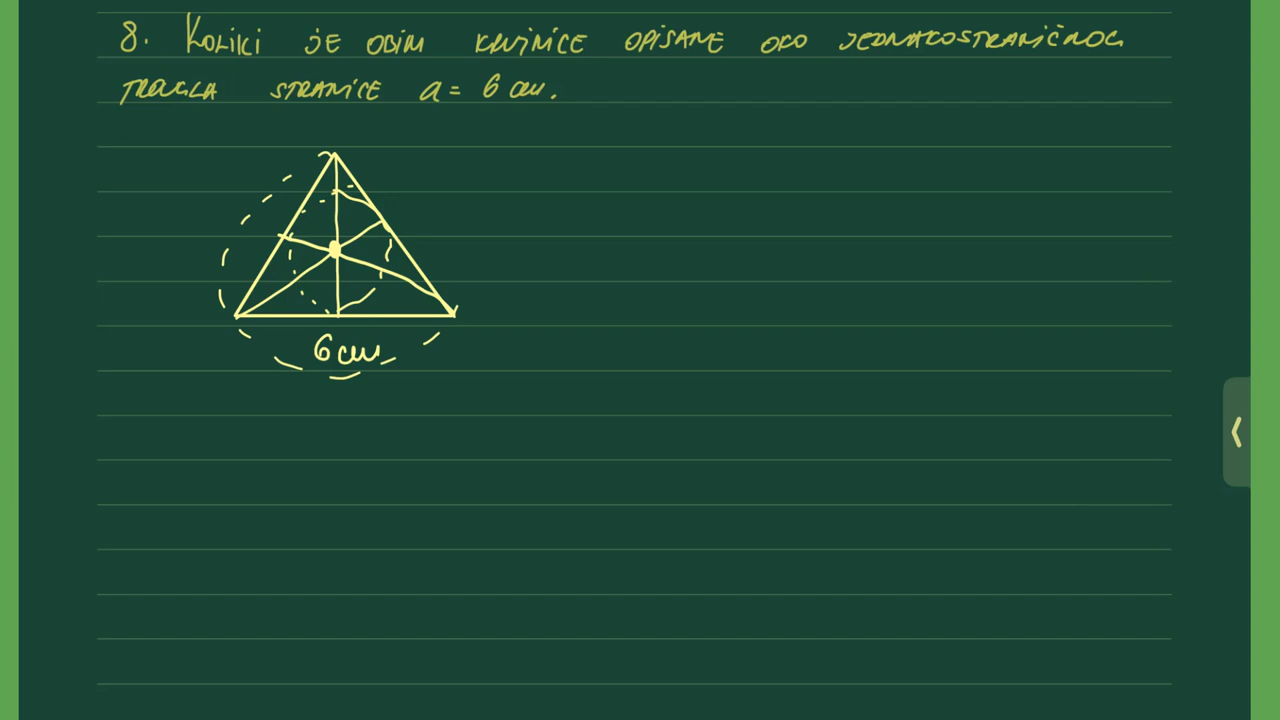 8. KOLIKI JE OBIM KRUŽNICE OPISANE OKO JEDNAKOSTRANIČNOG
TROUGLA STRANICE a = 6 cm.
6 cm